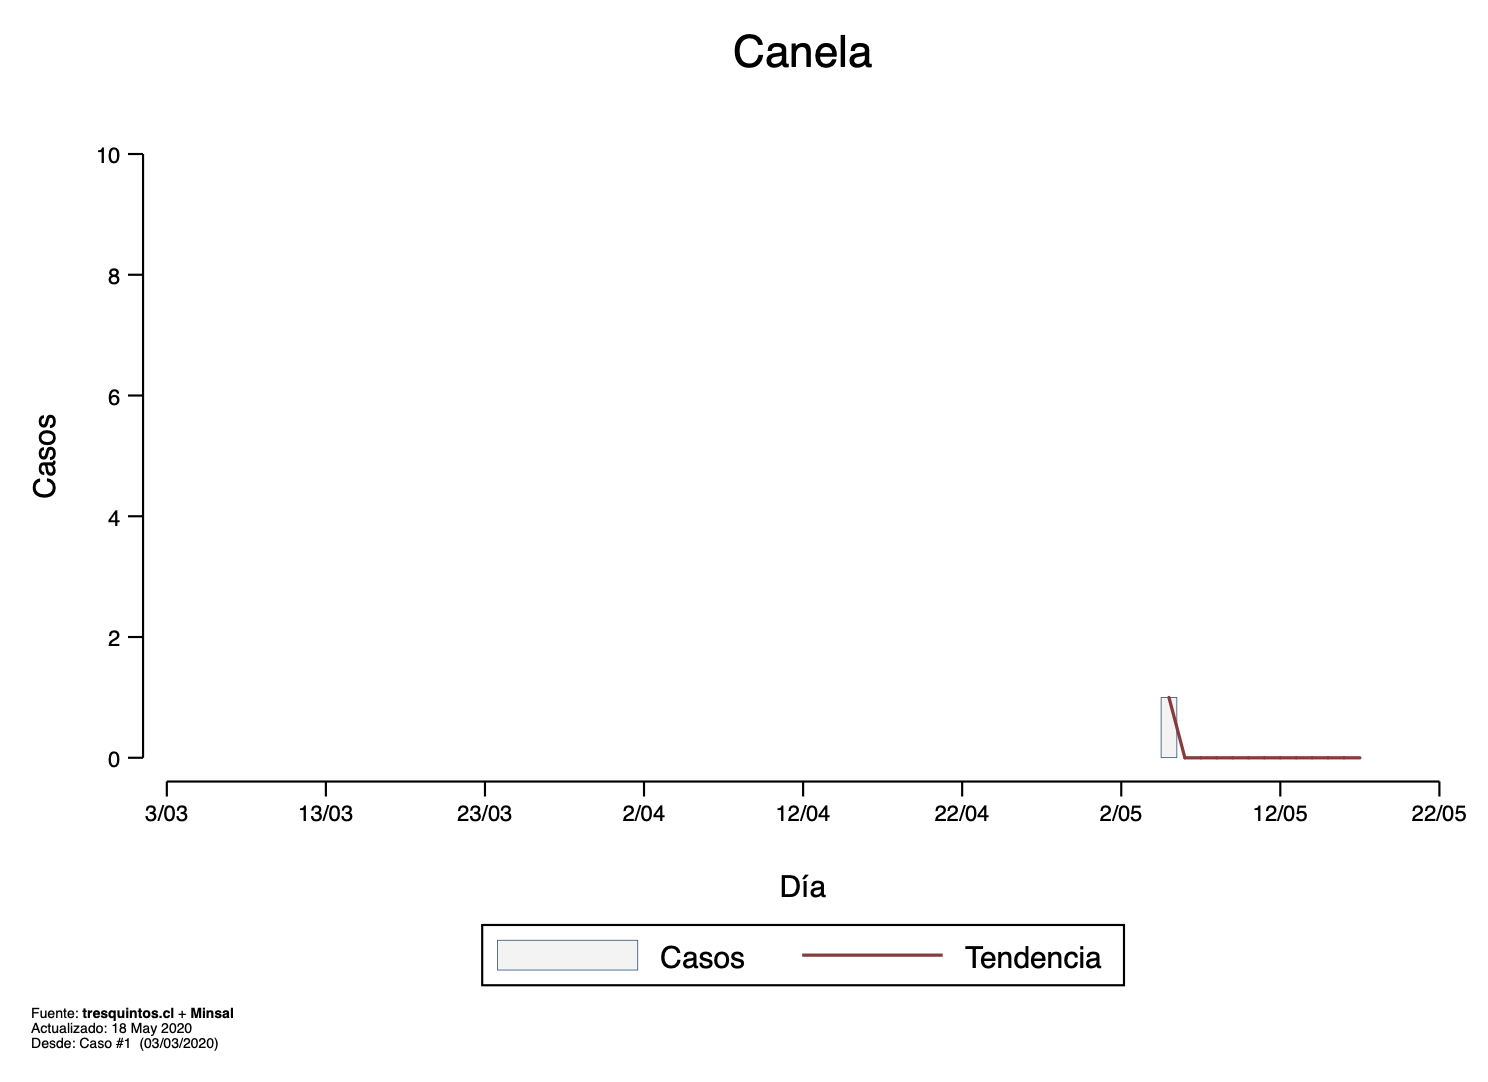 Canela
10
8
6
4
2
0
Casos
3/03 13/03 23/03 2/04 12/04 22/04 2/05 12/05 22/05
Día
Casos Tendencia
Fuente: tresquintos.cl + Minsal
Actualizado: 18 May 2020
Desde: Caso #1 (03/03/2020)